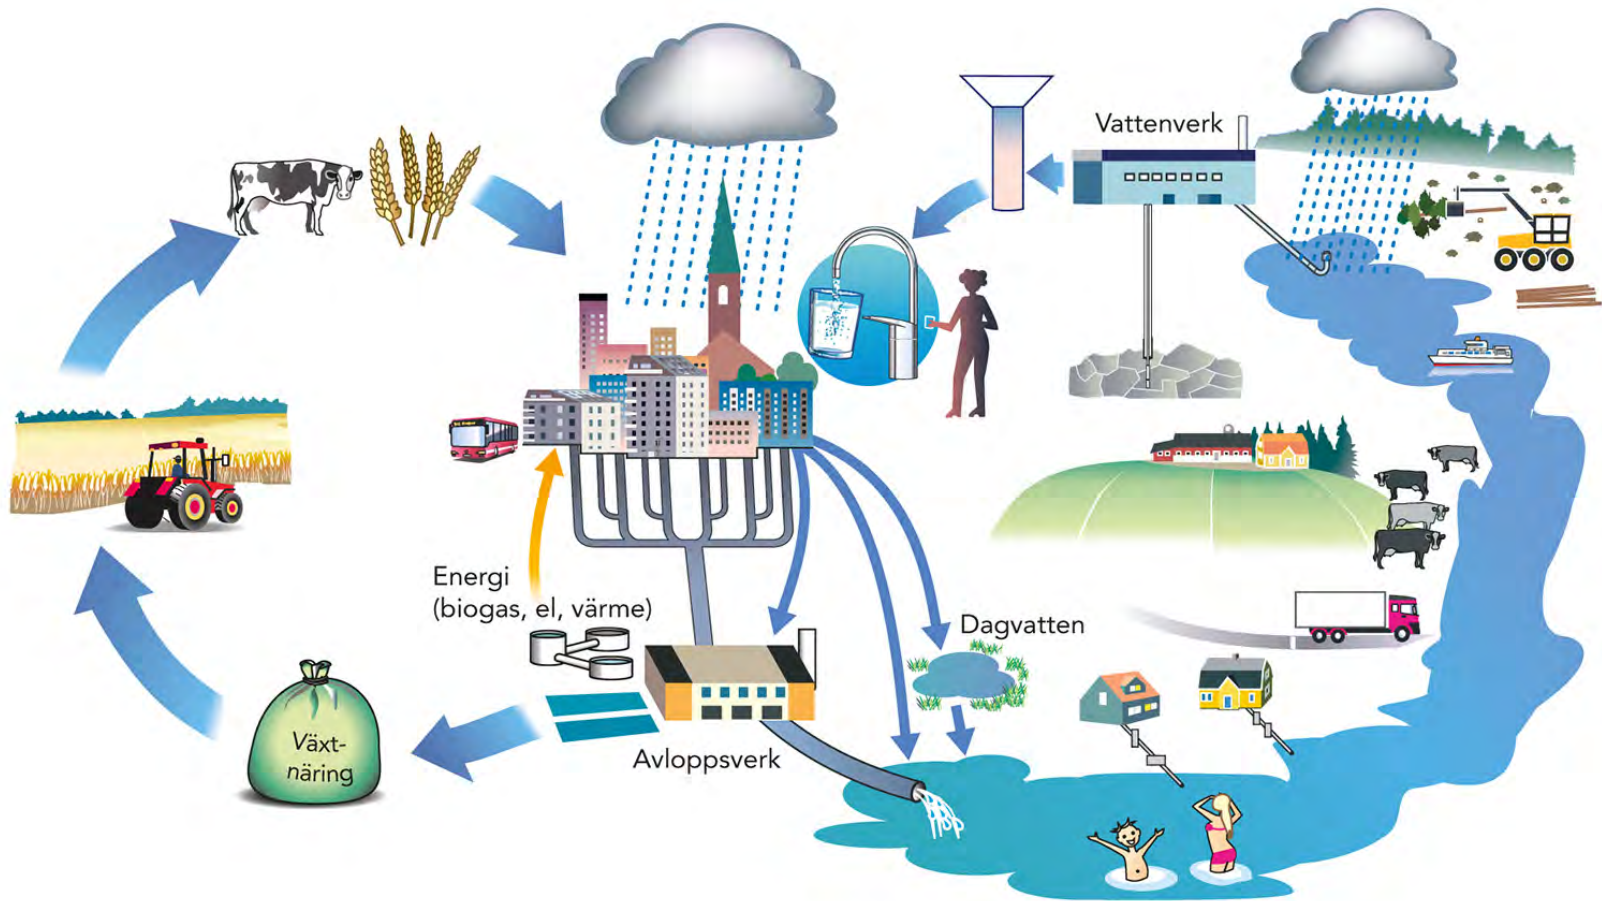 Vattenverk
Energi
(biogas, el, värme)
Dagvatten
Växt-
näring
Avloppsverk